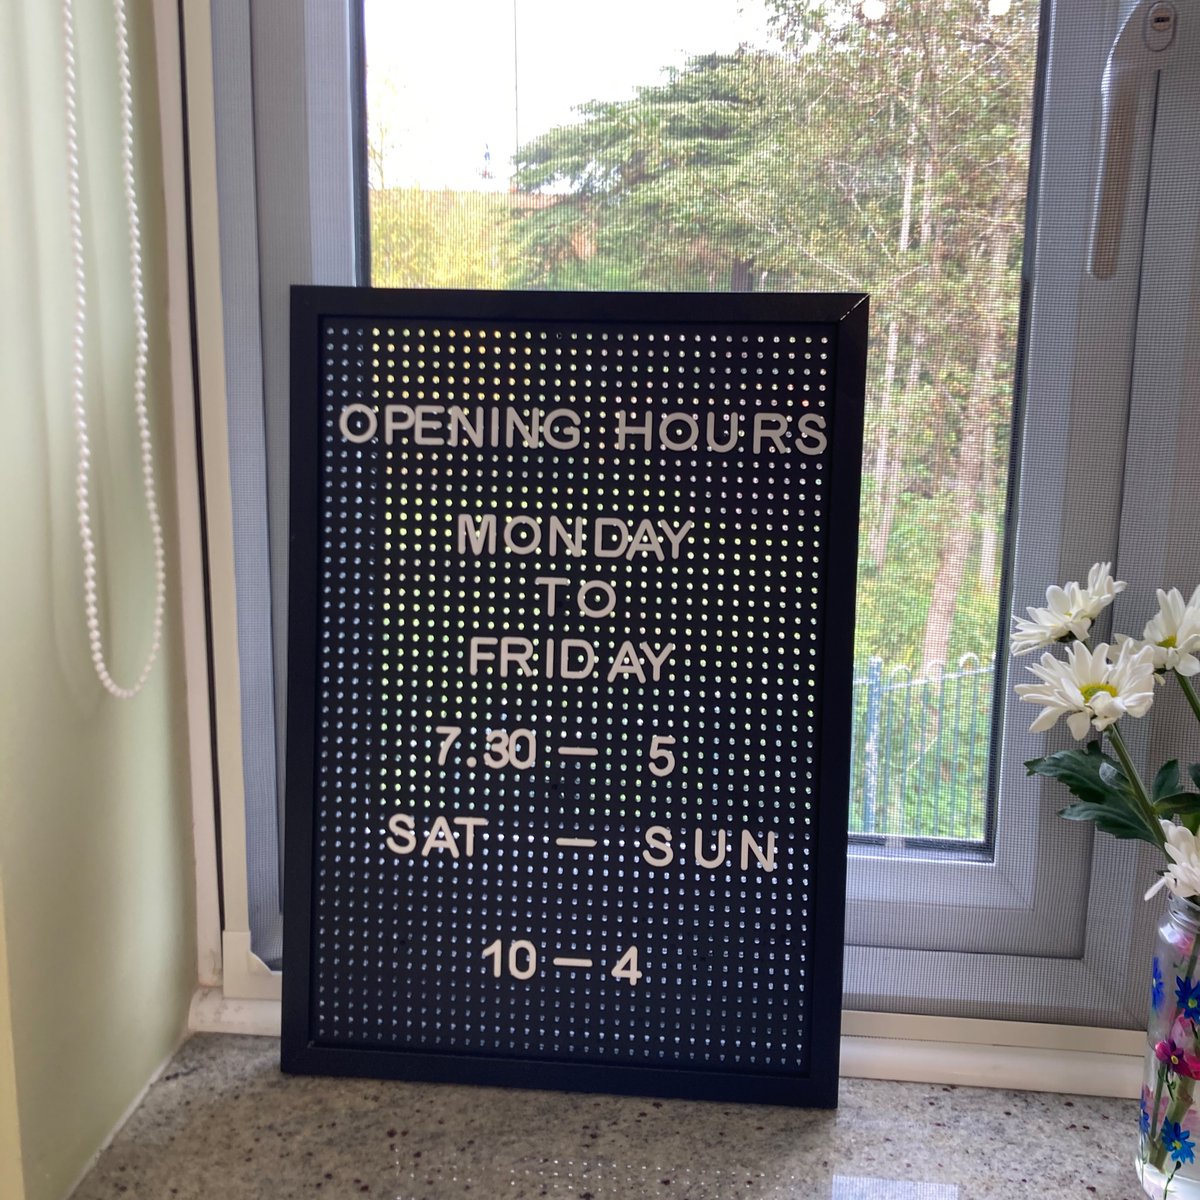 OPENING HOURS
MONDAY
TO
FRIDAY
7.30 — 5
SAT — SUN
10 — 4